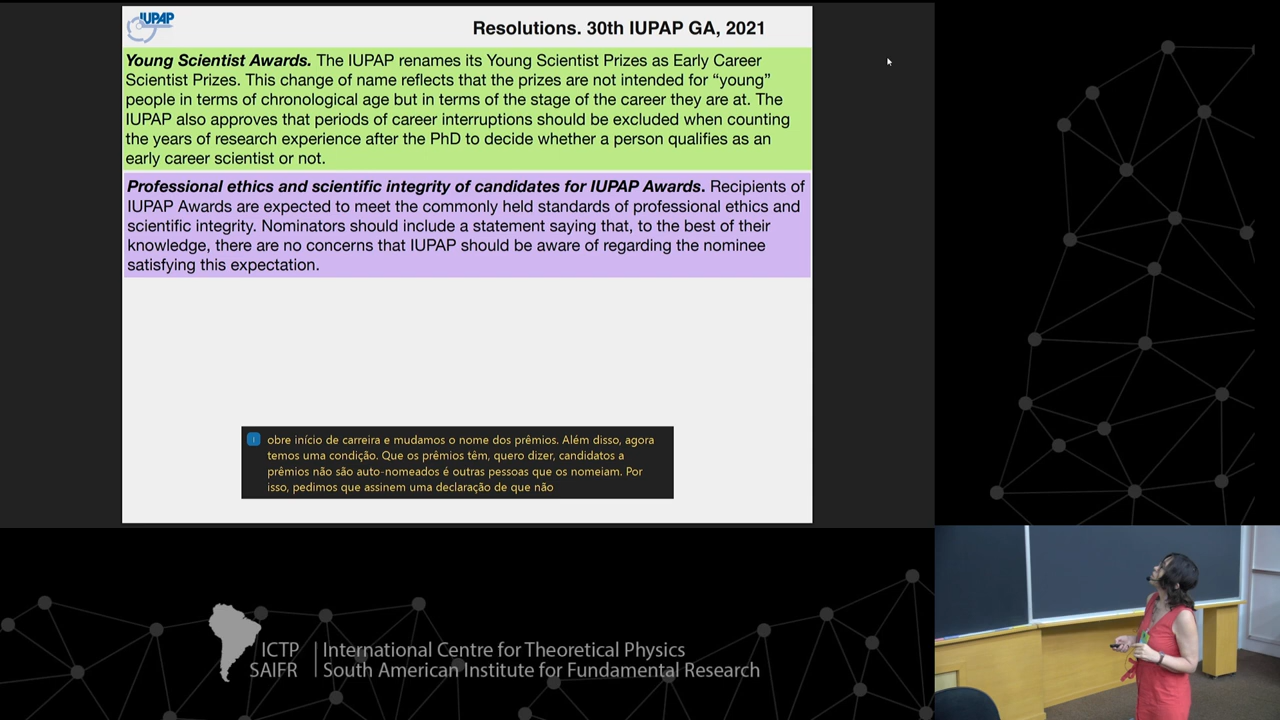 IUPAP
Resolutions. 30th IUPAP GA, 2021
Young Scientist Awards. The IUPAP renames its Young Scientist Prizes as Early Career
Scientist Prizes. This change of name reflects that the prizes are not intended for “young”
people in terms of chronological age but in terms of the stage of the career they are at. The
IUPAP also approves that periods of career interruptions should be excluded when counting
the years of research experience after the PhD to decide whether a person qualifies as an
early career scientist or not.
Professional ethics and scientific integrity of candidates for IUPAP Awards. Recipients of
IUPAP Awards are expected to meet the commonly held standards of professional ethics and
scientific integrity. Nominators should include a statement saying that, to the best of their
knowledge, there are no concerns that IUPAP should be aware of regarding the nominee
satisfying this expectation.
obre início de carreira e mudamos o nome dos prêmios. Além disso, agora
temos uma condição. Que os prêmios têm, quero dizer, candidatos a
prêmios não são auto-nomeados é outras pessoas que os nomeiam. Por
isso, pedimos que assinem uma declaração de que não
ICTP
SAIFR
International Centre for Theoretical Physics
South American Institute for Fundamental Research